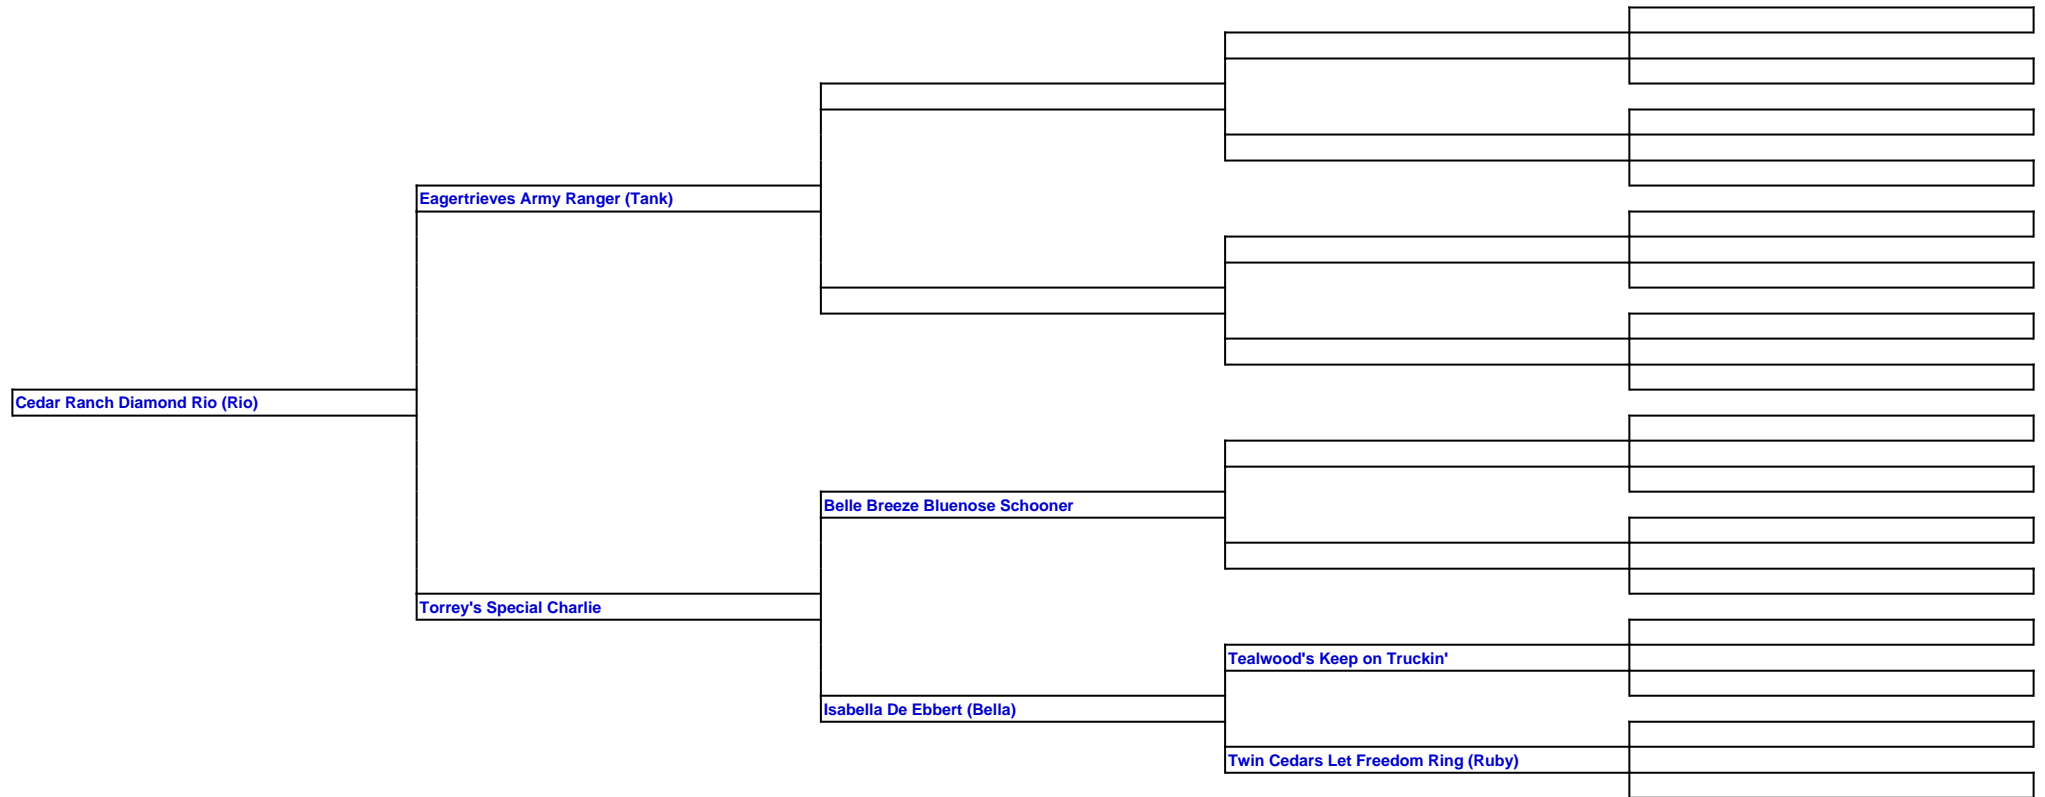 Eagertrieves Army Ranger (Tank)
Cedar Ranch Diamond Rio (Rio)
Belle Breeze Bluenose Schooner
Torrey's Special Charlie
Tealwood's Keep on Truckin'
Isabella De Ebbert (Bella)
Twin Cedars Let Freedom Ring (Ruby)